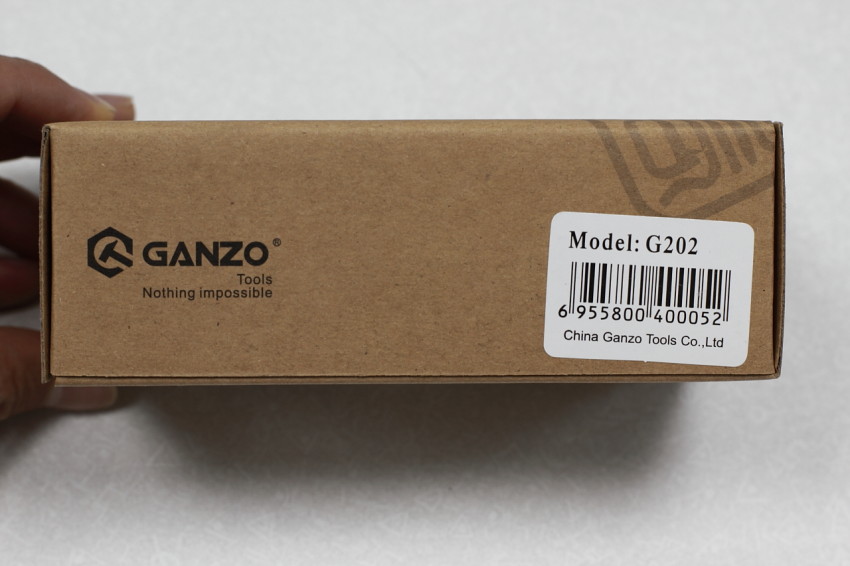 GANZO®
Tools
Nothing impossible
Model: G202
6 955800 400052
China Ganzo Tools Co.,Ltd